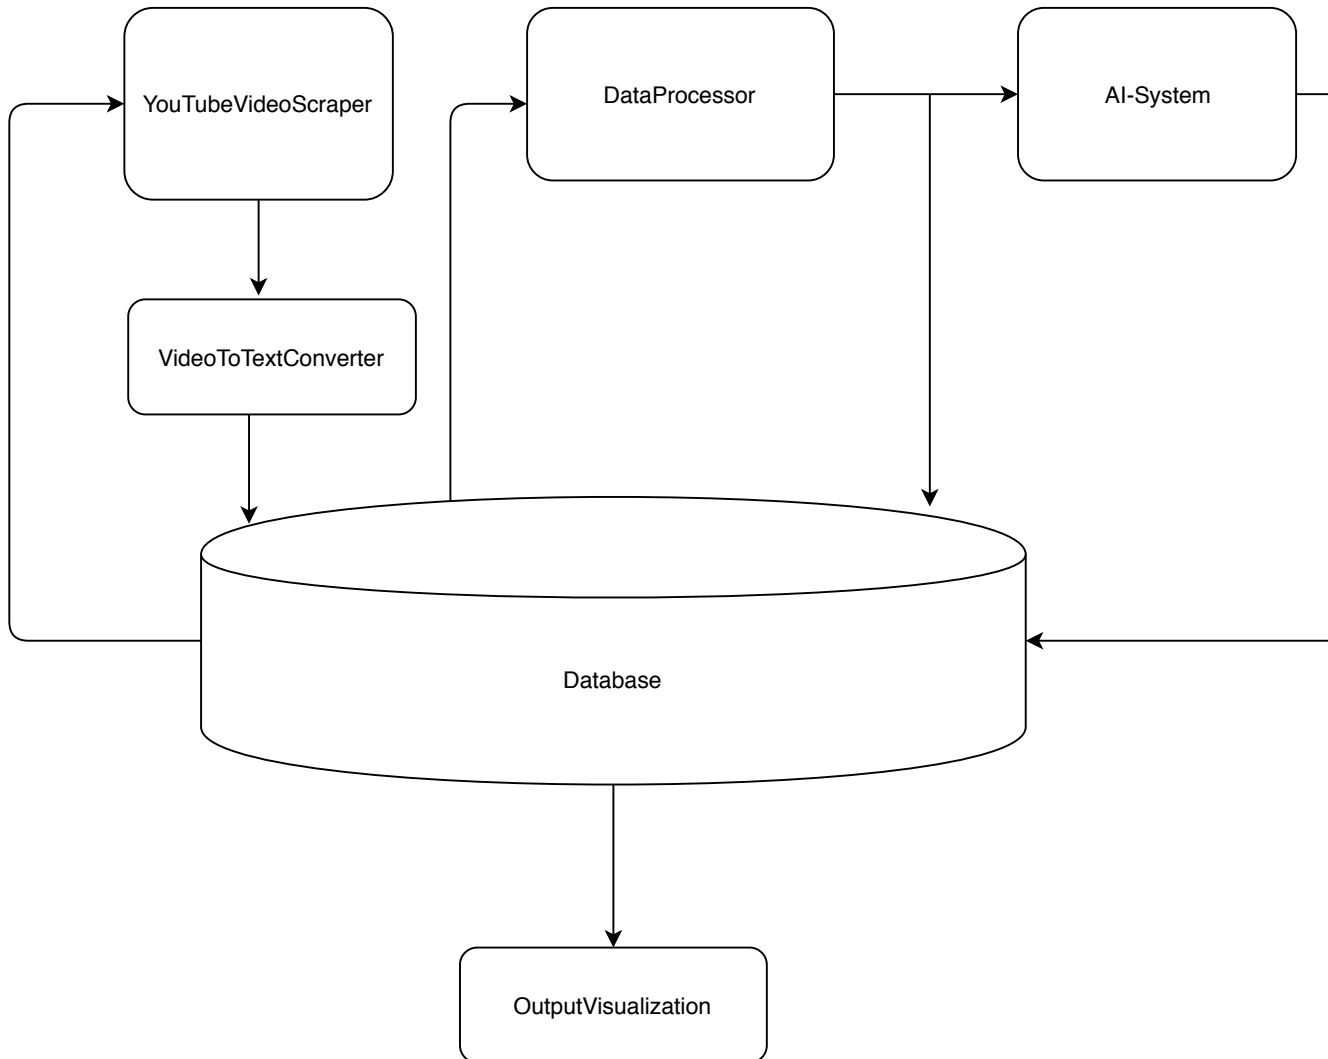 YouTubeVideoScraper
DataProcessor
AI-System
VideoToTextConverter
Database
OutputVisualization